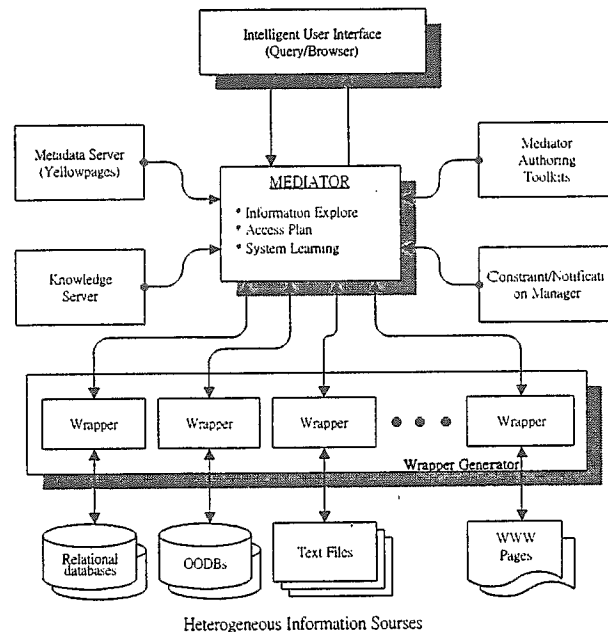 Intelligent User Interface
(Query/Browser)
Metadata Server
(Yellowpages)
MEDIATOR
* Information Explore
* Access Plan
* System Learning
Mediator
Authoring
Toolkits
Knowledge
Server
Constraint/Notificati
on Manager
Wrapper
Wrapper
Wrapper
Wrapper
Wrapper Generator
Relational
databases
OODBs
Text Files
WWW
Pages
Heterogeneous Information Sourses